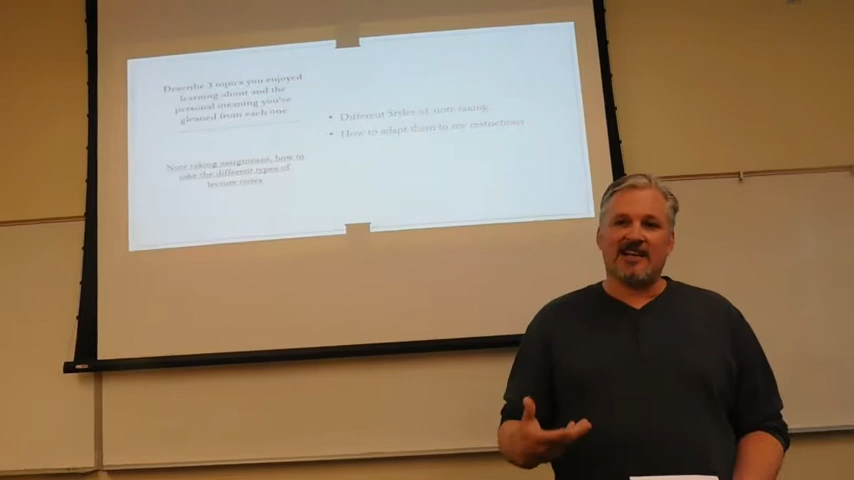 Describe 3 topics you enjoyed
learning about and the
personal meaning you've
gleaned from each one
Note taking assignment, how to
take the different types of
lecture notes
• Different Styles of note taking.
• How to adapt them to my restrictions